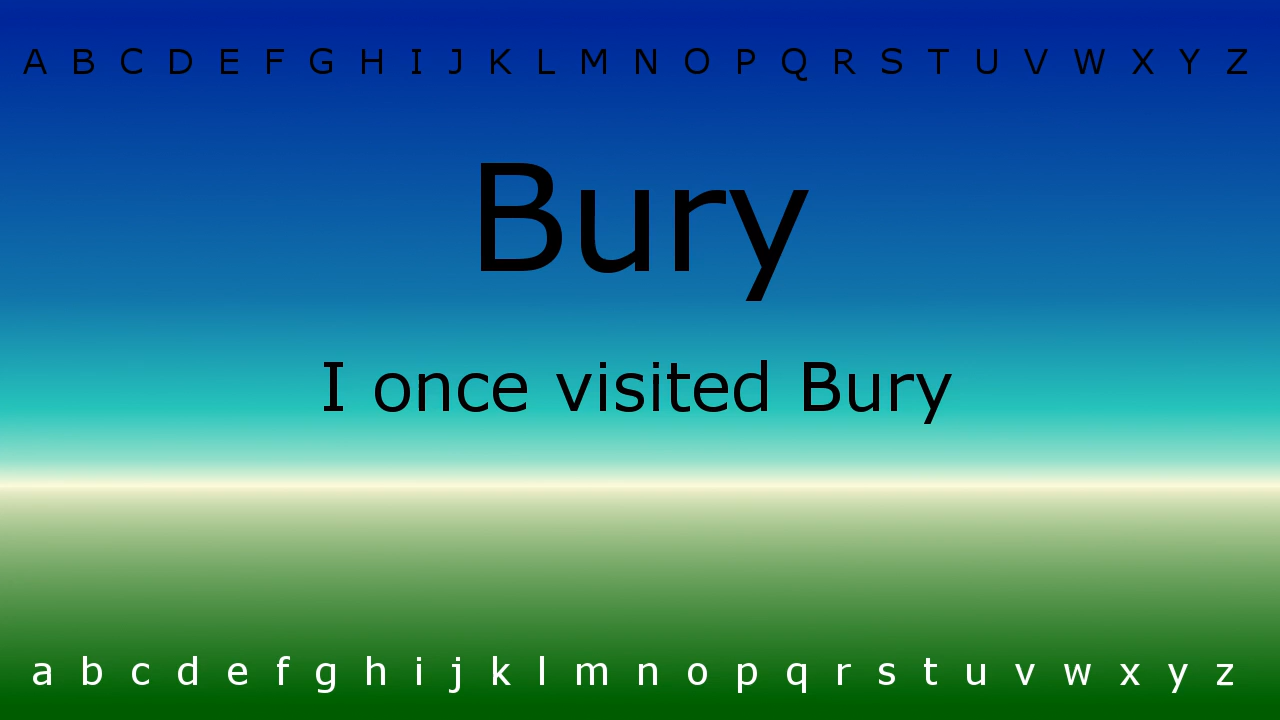 A B C D E F G H I J K L M N O P Q R S T U V W X Y Z
Bury
I once visited Bury
a b c d e f g h i j k l m n o p q r s t u v w x y z